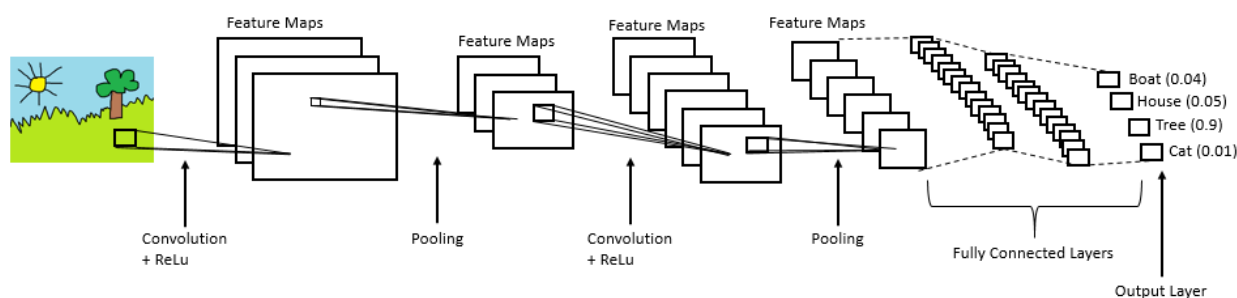 Feature Maps
Feature Maps
Feature Maps
Feature Maps
Boat (0.04)
House (0.05)
Tree (0.9)
Cat (0.01)
Convolution
+ ReLu
Pooling
Convolution
+ ReLu
Pooling
Fully Connected Layers
Output Layer